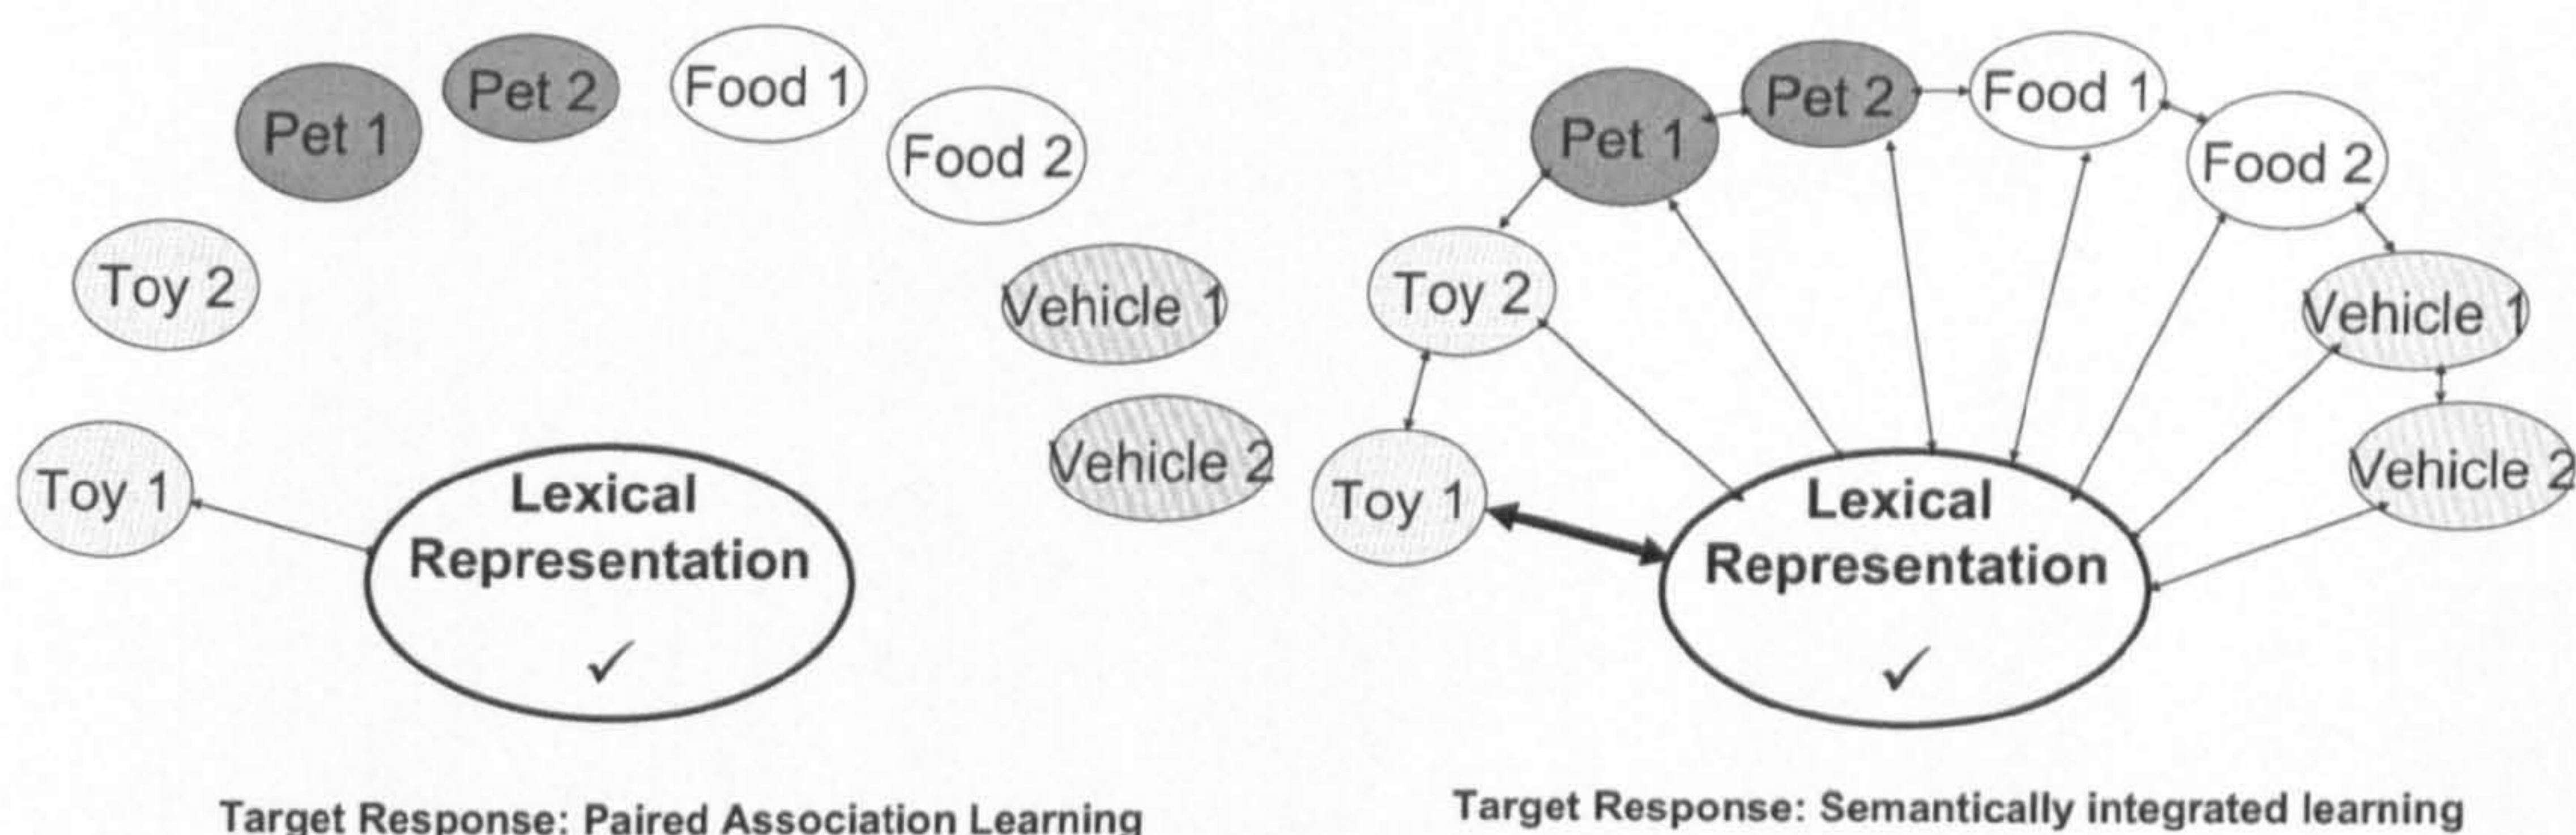 Pet 1
Pet 2
Food 1
Food 2
Toy 2
Vehicle 1
Vehicle 2
Toy 1
Lexical
Representation
✓
Target Response: Paired Association Learning
Pet 1
Pet 2
Food 1
Food 2
Toy 2
Vehicle 1
Vehicle 2
Toy 1
Lexical
Representation
✓
Target Response: Semantically integrated learning